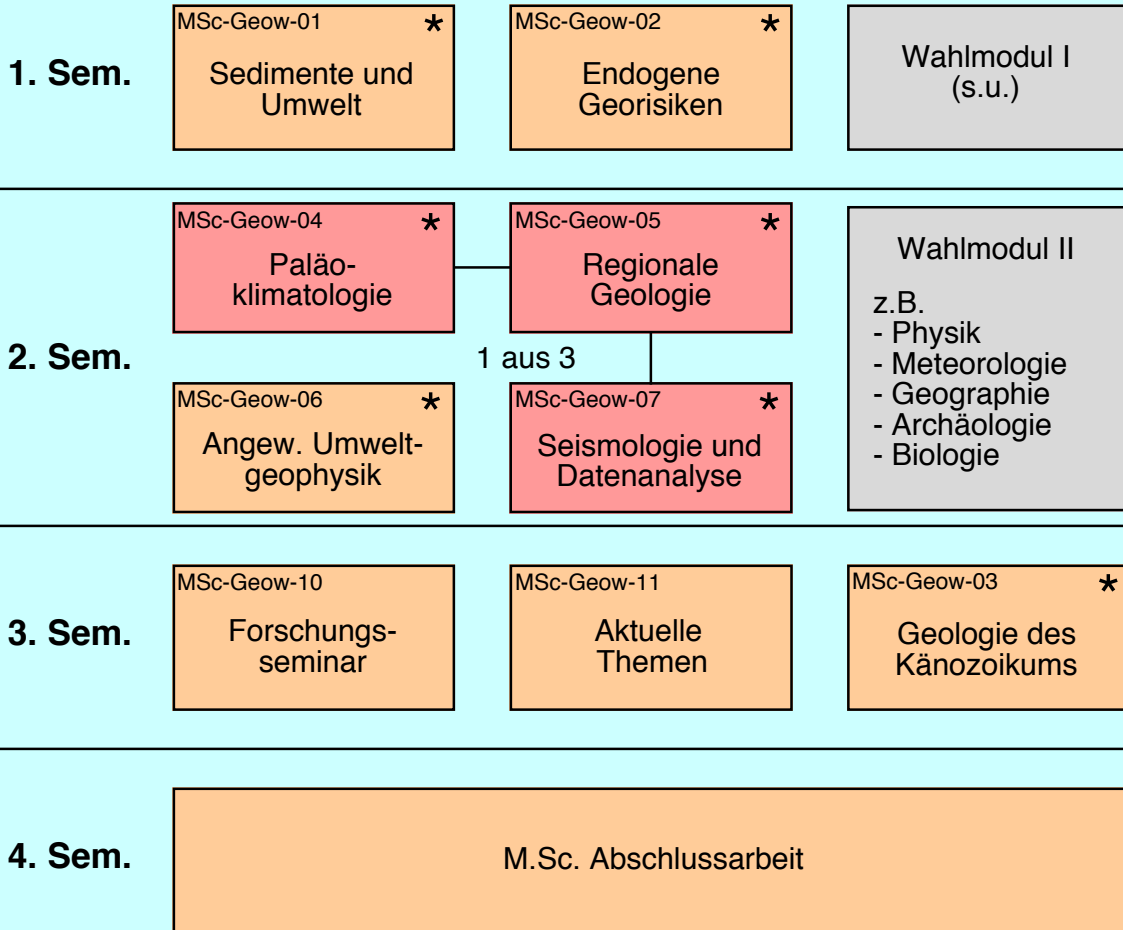 1. Sem.
MSc-Geow-01 *
Sedimente und
Umwelt
MSc-Geow-02 *
Endogene
Georisiken
Wahlmodul I
(s.u.)
2. Sem.
MSc-Geow-04 *
Paläo-
klimatologie
MSc-Geow-05 *
Regionale
Geologie
1 aus 3
MSc-Geow-06 *
Angew. Umwelt-
geophysik
MSc-Geow-07 *
Seismologie und
Datenanalyse
Wahlmodul II
z.B.
- Physik
- Meteorologie
- Geographie
- Archäologie
- Biologie
3. Sem.
MSc-Geow-10
Forschungs-
seminar
MSc-Geow-11
Aktuelle
Themen
MSc-Geow-03 *
Geologie des
Känozoikums
4. Sem.
M.Sc. Abschlussarbeit